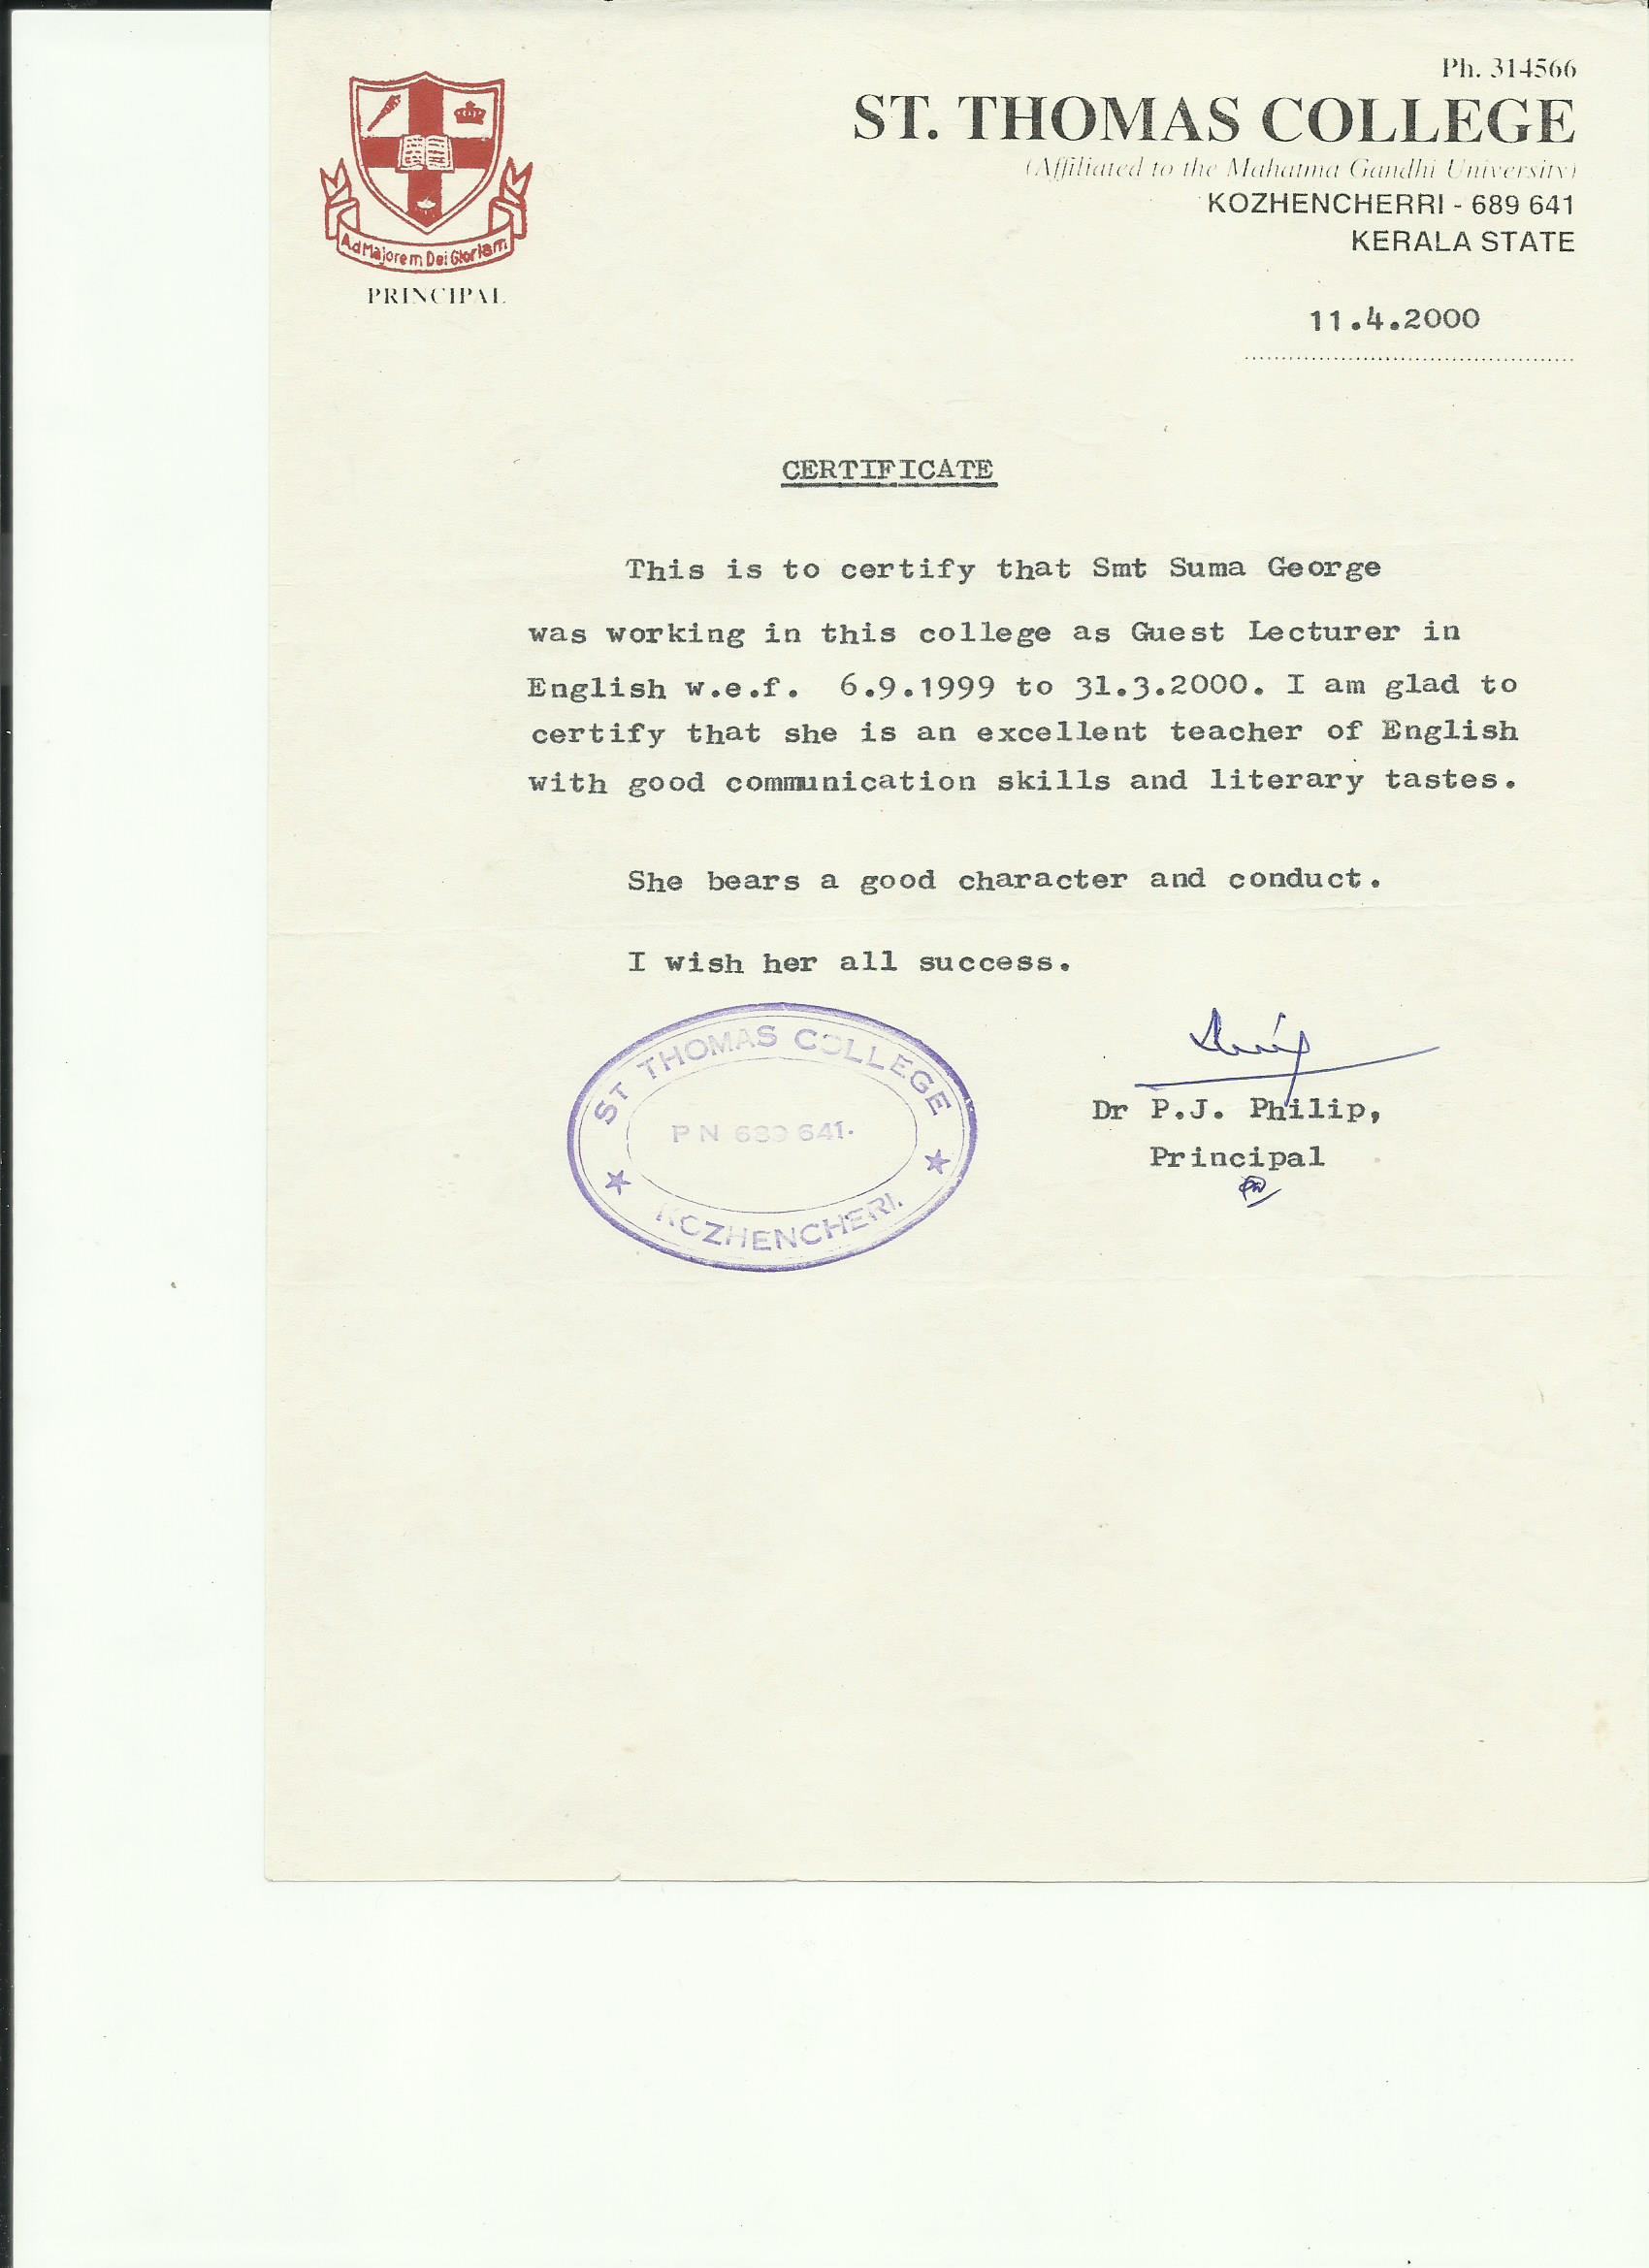 Ph. 314566
ST. THOMAS COLLEGE
(Affiliated to the Mahatma Gandhi University)
KOZHENCHERRI - 689 641
KERALA STATE
Ad Majorem Dei Gloriam
PRINCIPAL
11.4.2000
CERTIFICATE
This is to certify that Smt Suma George
was working in this college as Guest Lecturer in
English w.e.f. 6.9.1999 to 31.3.2000. I am glad to
certify that she is an excellent teacher of English
with good communication skills and literary tastes.
She bears a good character and conduct.
I wish her all success.
ST THOMAS COLLEGE
P N 689 641.
KOZHENCHERI.
Dr P.J. Philip,
Principal